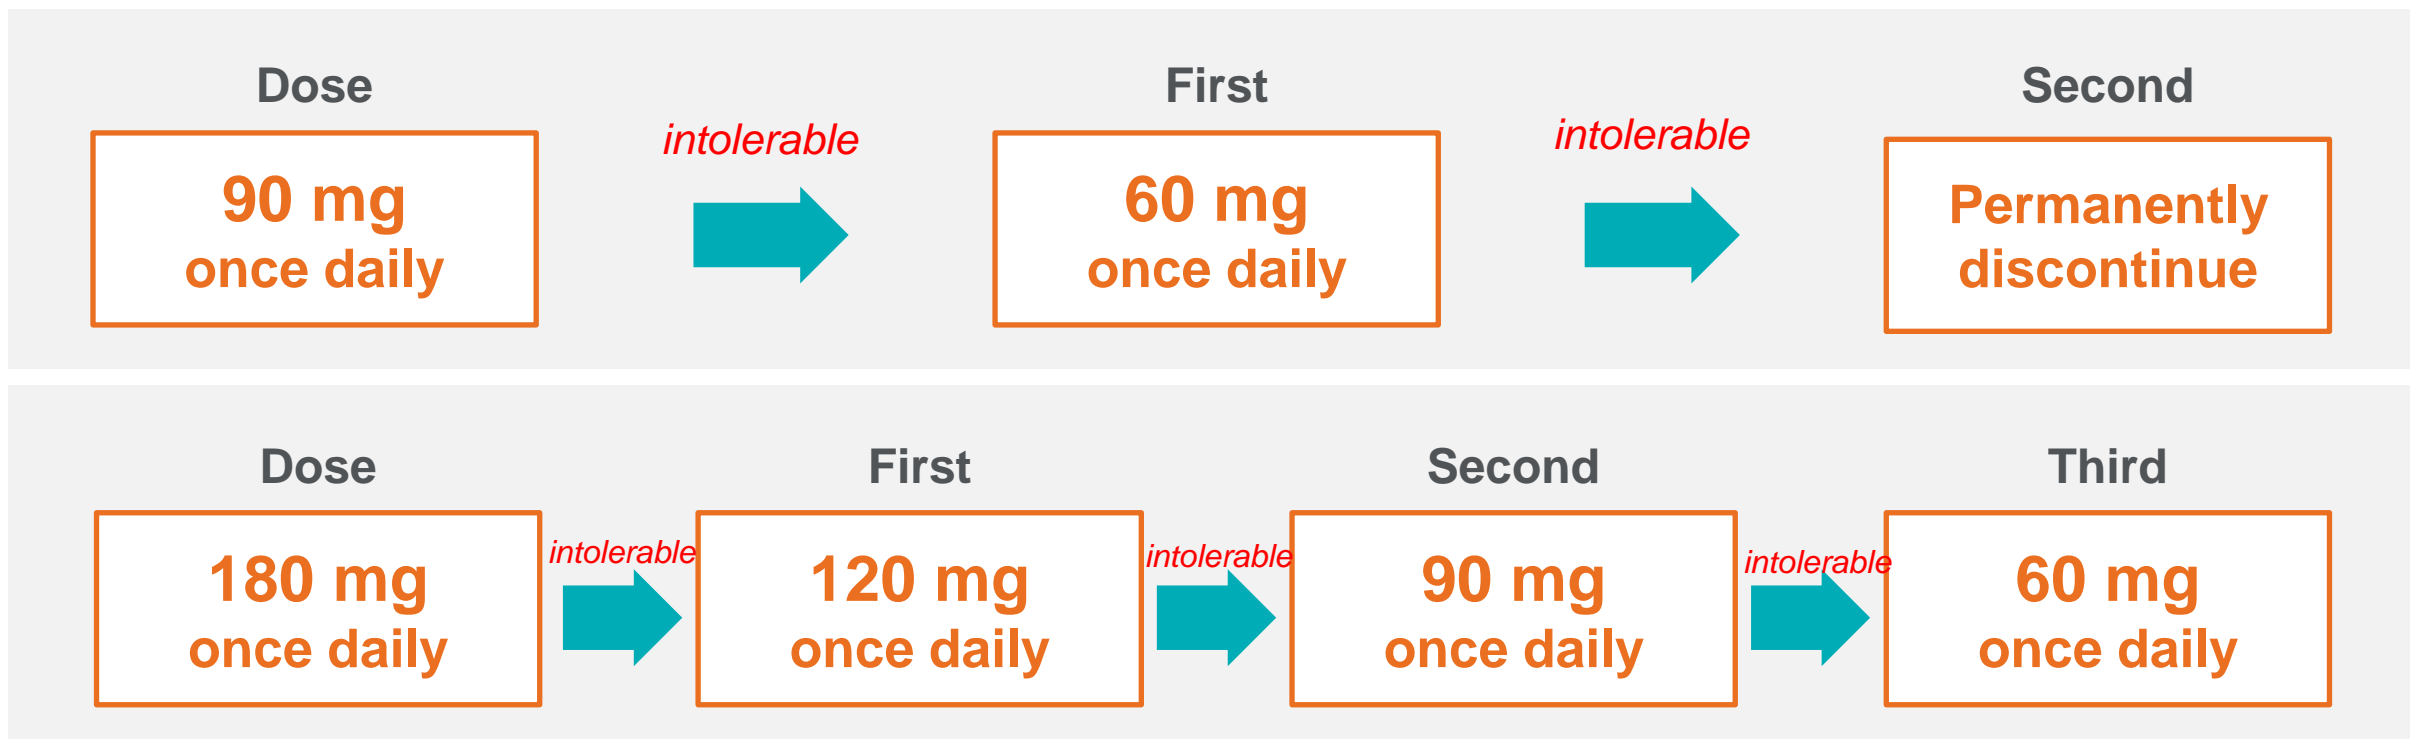 Dose
First
Second
intolerable
intolerable
90 mg
once daily
60 mg
once daily
Permanently
discontinue
Dose
First
Second
Third
intolerable
intolerable
intolerable
180 mg
once daily
120 mg
once daily
90 mg
once daily
60 mg
once daily